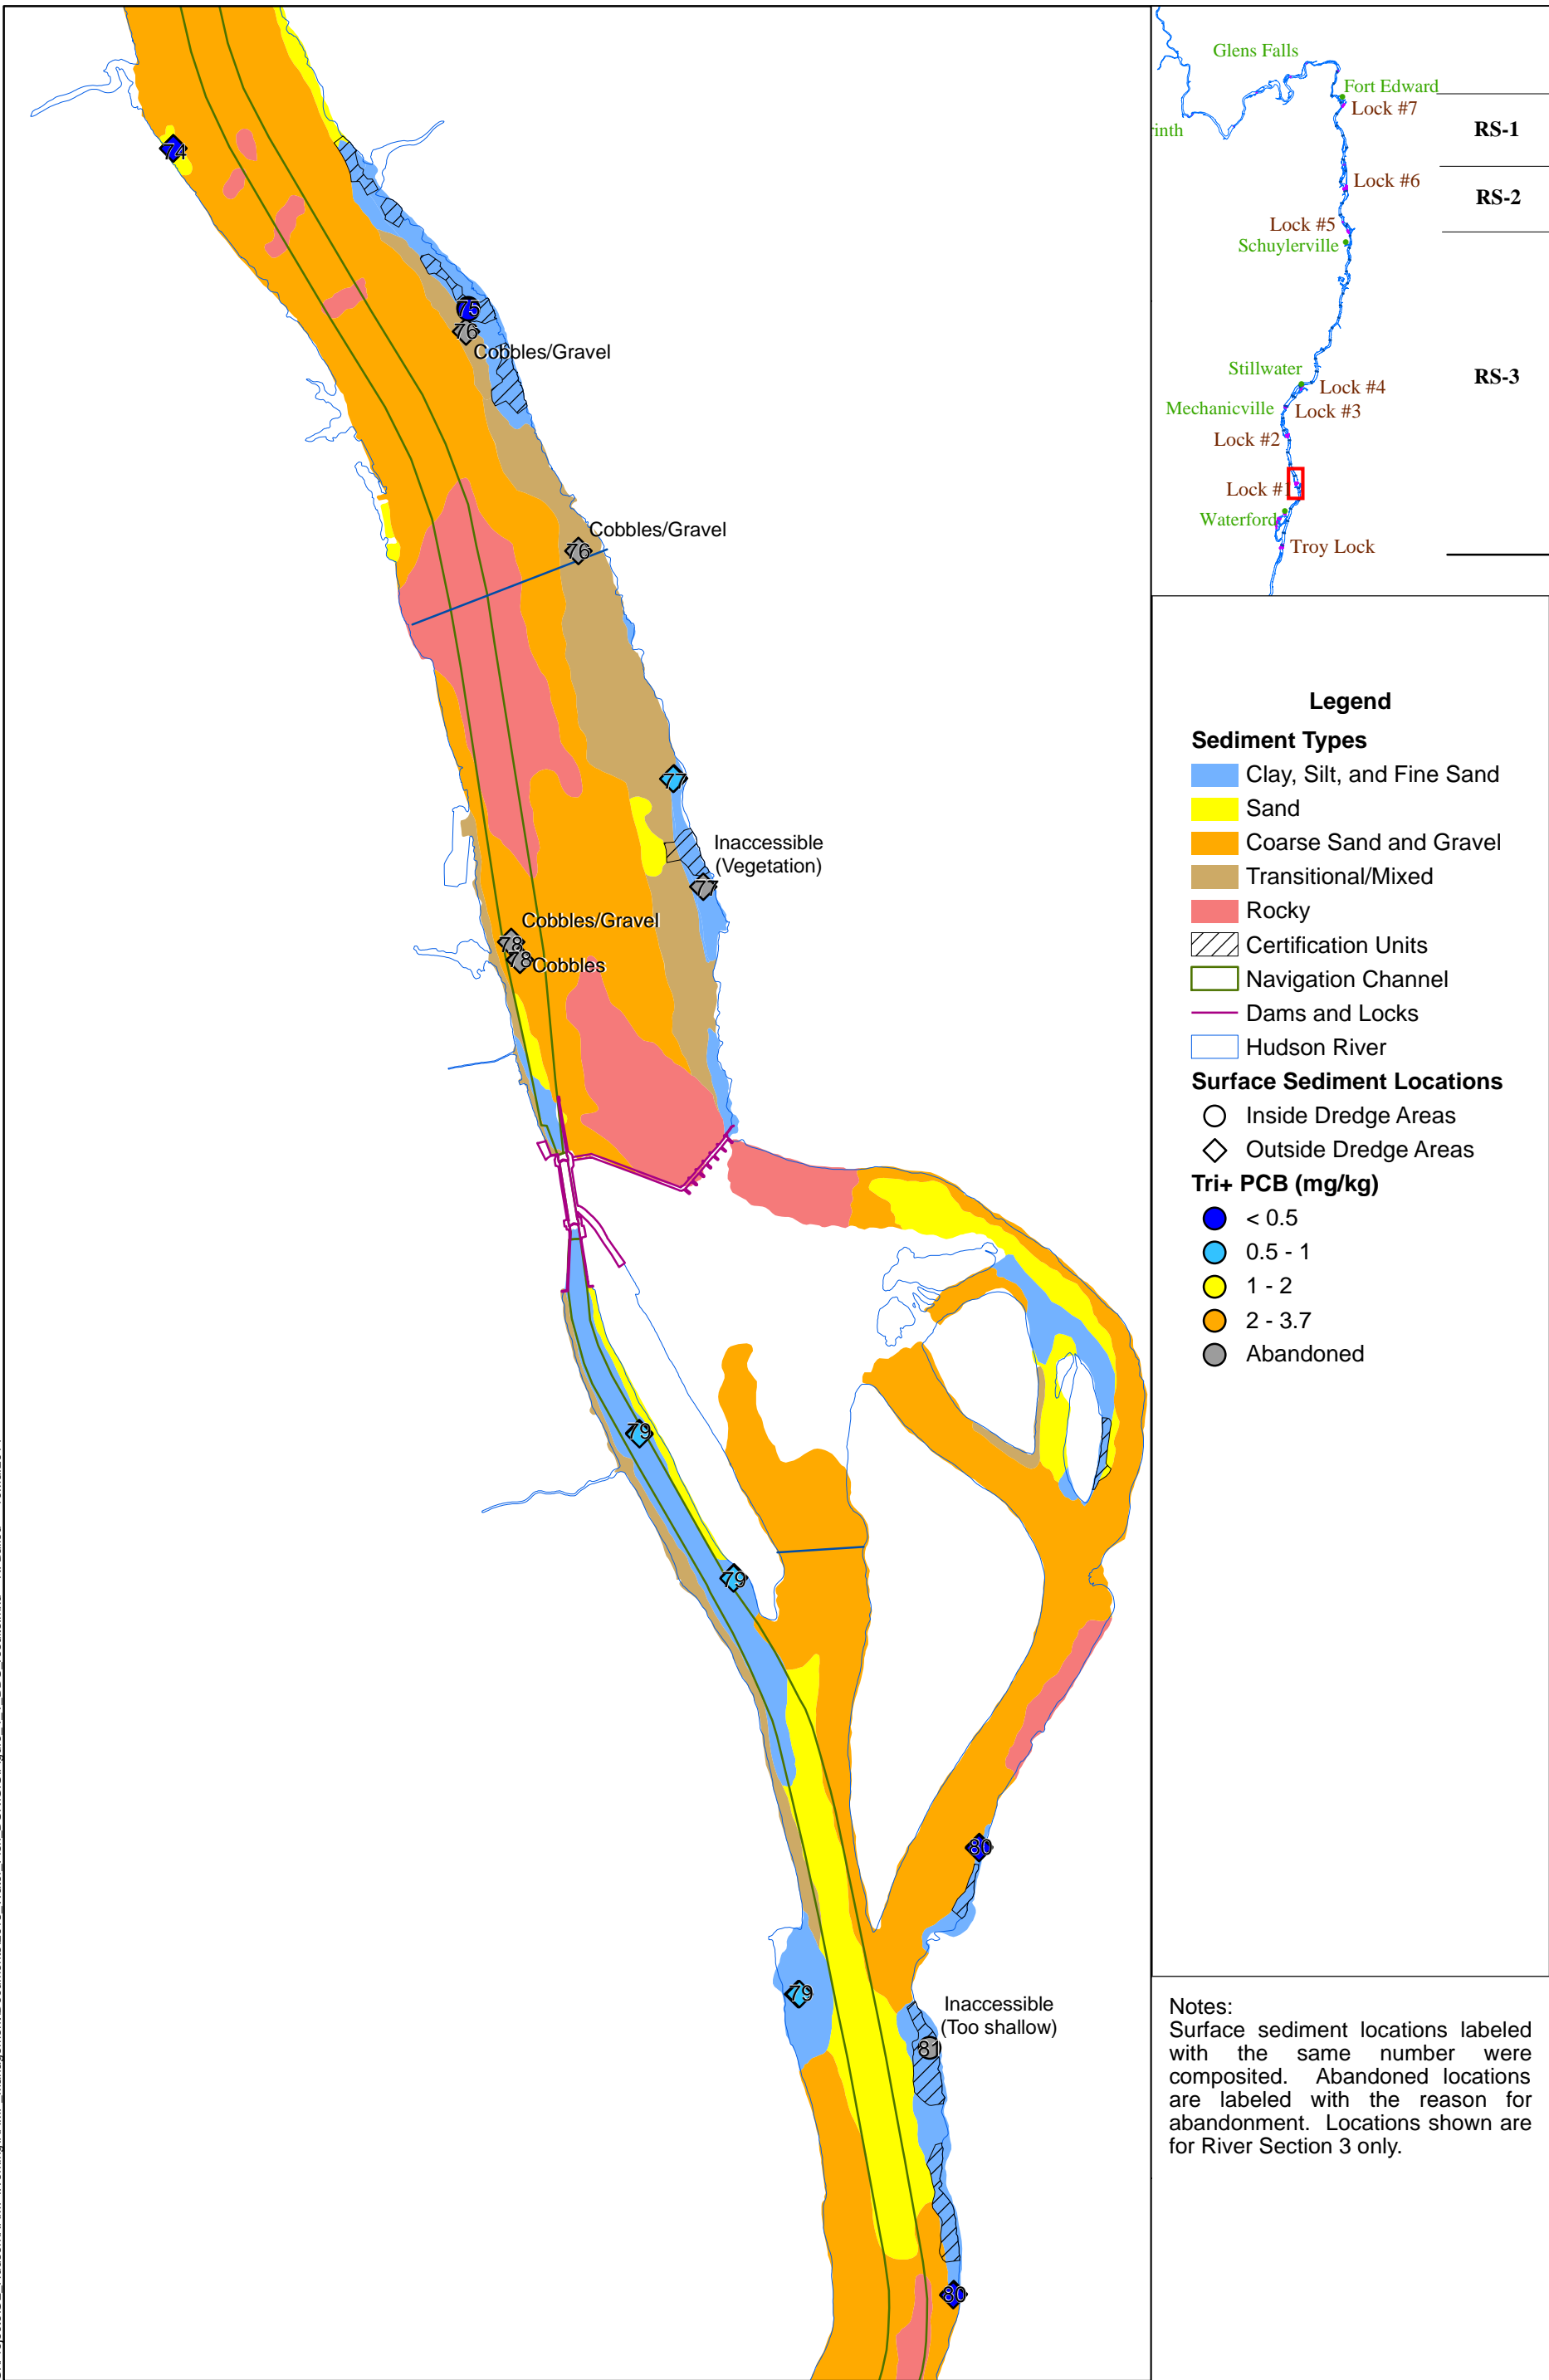 Glens Falls
Fort Edward
Lock #7
rinth
RS-1
Lock #6
RS-2
Lock #5
Schuylerville
Stillwater
RS-3
Lock #4
Mechanicville
Lock #3
Lock #2
Lock #1
Waterford
Troy Lock
74
75
76
Cobbles/Gravel
Cobbles/Gravel
76
77
Inaccessible
(Vegetation)
77
Cobbles/Gravel
78
78
Cobbles
79
79
80
79
Inaccessible
(Too shallow)
81
80
Legend
Sediment Types
Clay, Silt, and Fine Sand
Sand
Coarse Sand and Gravel
Transitional/Mixed
Rocky
Certification Units
Navigation Channel
Dams and Locks
Hudson River
Surface Sediment Locations
Inside Dredge Areas
Outside Dredge Areas
Tri+ PCB (mg/kg)
< 0.5
0.5 - 1
1 - 2
2 - 3.7
Abandoned
Notes:
Surface sediment locations labeled
with the same number were
composited. Abandoned locations
are labeled with the reason for
abandonment. Locations shown are
for River Section 3 only.